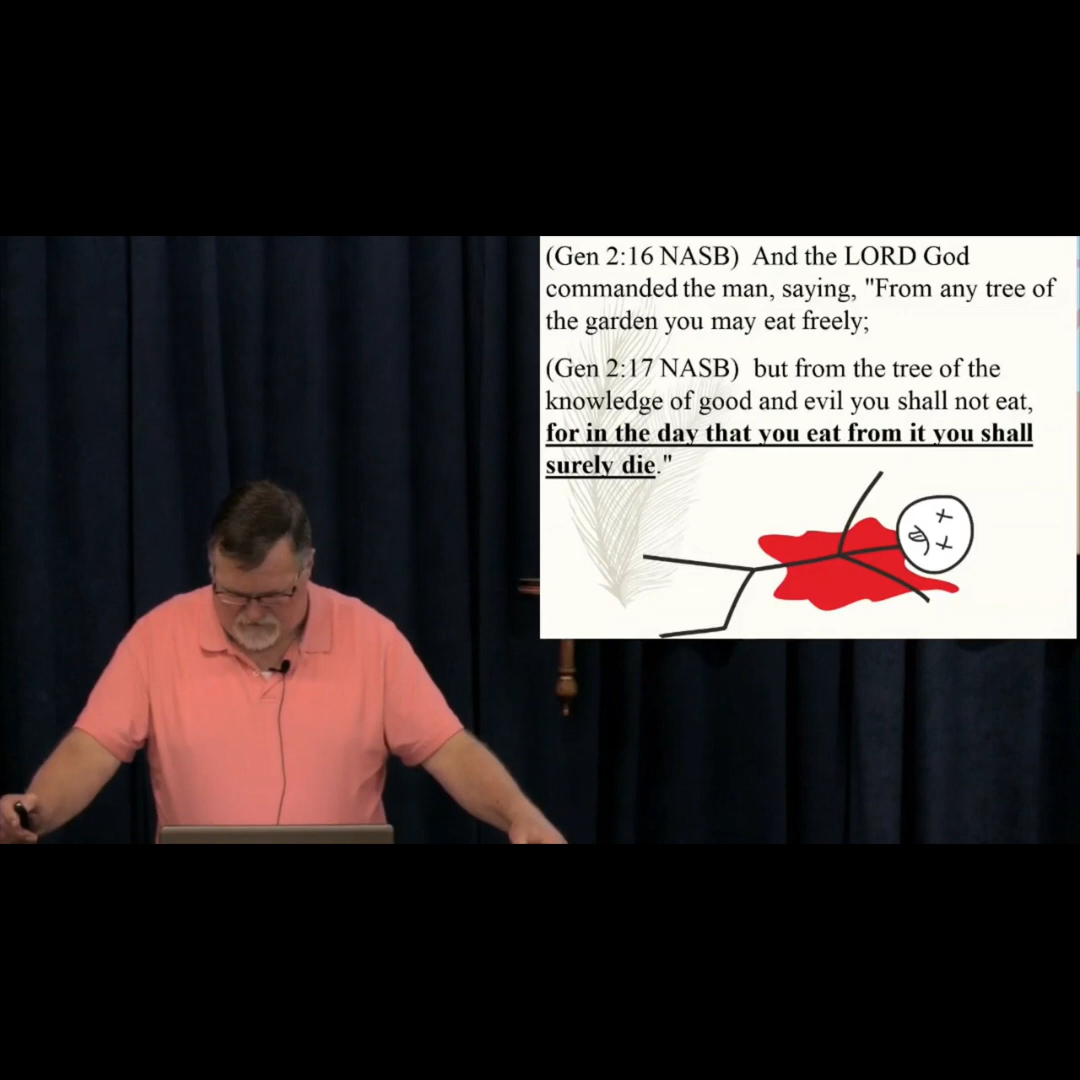 (Gen 2:16 NASB) And the LORD God
commanded the man, saying, "From any tree of
the garden you may eat freely;
(Gen 2:17 NASB) but from the tree of the
knowledge of good and evil you shall not eat,
for in the day that you eat from it you shall
surely die."